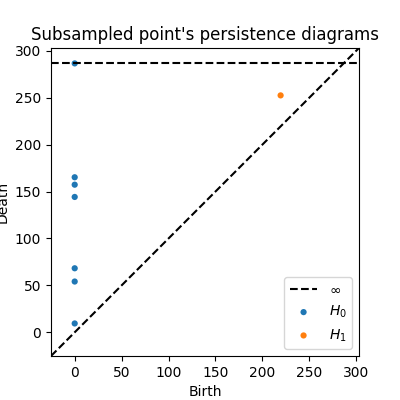 Subsampled point's persistence diagrams
300
250
200
150
100
50
0
Death
∞
H₀
H₁
0 50 100 150 200 250 300
Birth